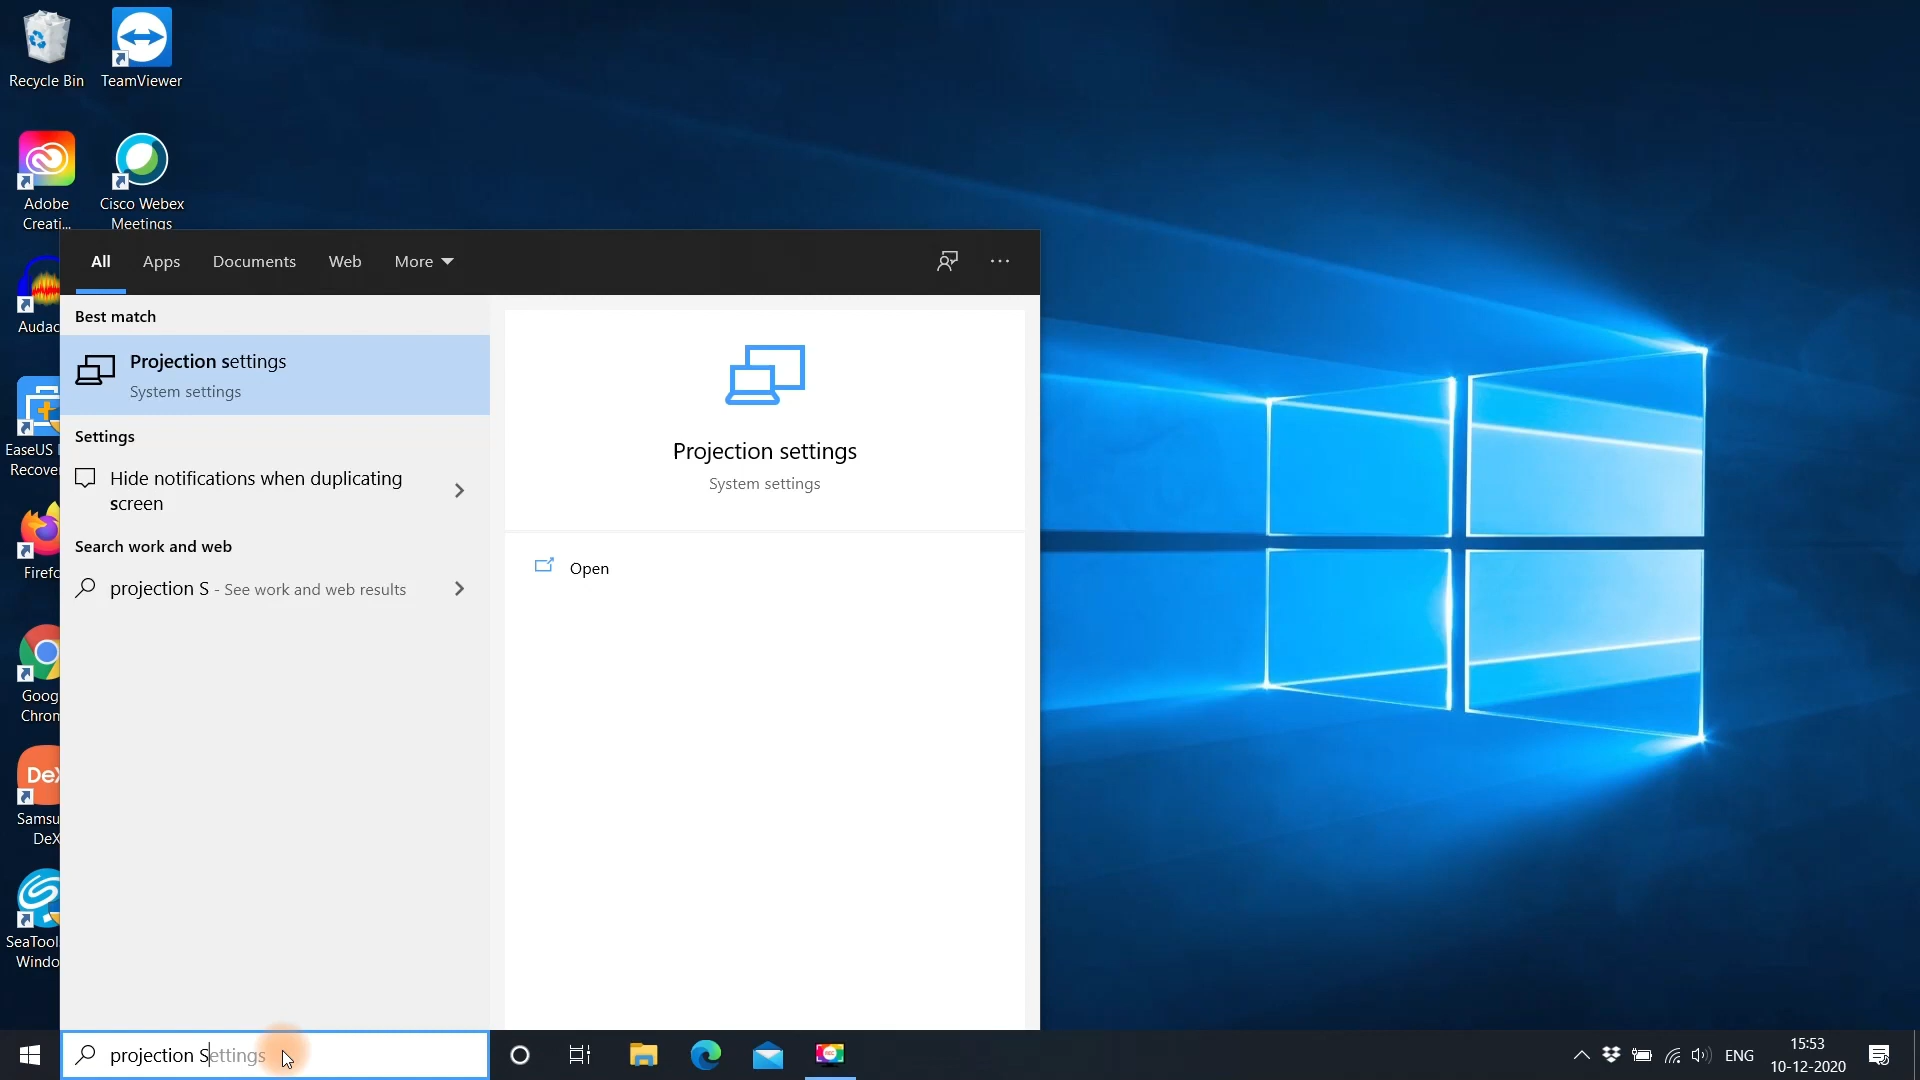 Recycle Bin
TeamViewer
Adobe
Creati...
Cisco Webex
Meetings
Audac
EaseUS
Recover
Firefo
Goog
Chrom
DeX
Samsu
DeX
SeaTool
Windo
All
Apps
Documents
Web
More
Best match
Projection settings
System settings
Settings
Hide notifications when duplicating
screen
Search work and web
projection S - See work and web results
Projection settings
System settings
Open
projection Settings
REC
ENG
15:53
10-12-2020